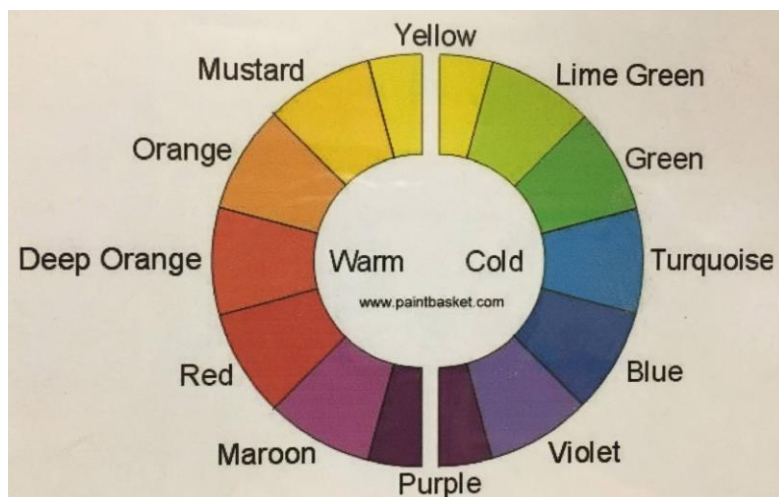 Yellow
Mustard
Lime Green
Orange
Green
Deep Orange
Warm
Cold
Turquoise
www.paintbasket.com
Red
Blue
Maroon
Violet
Purple